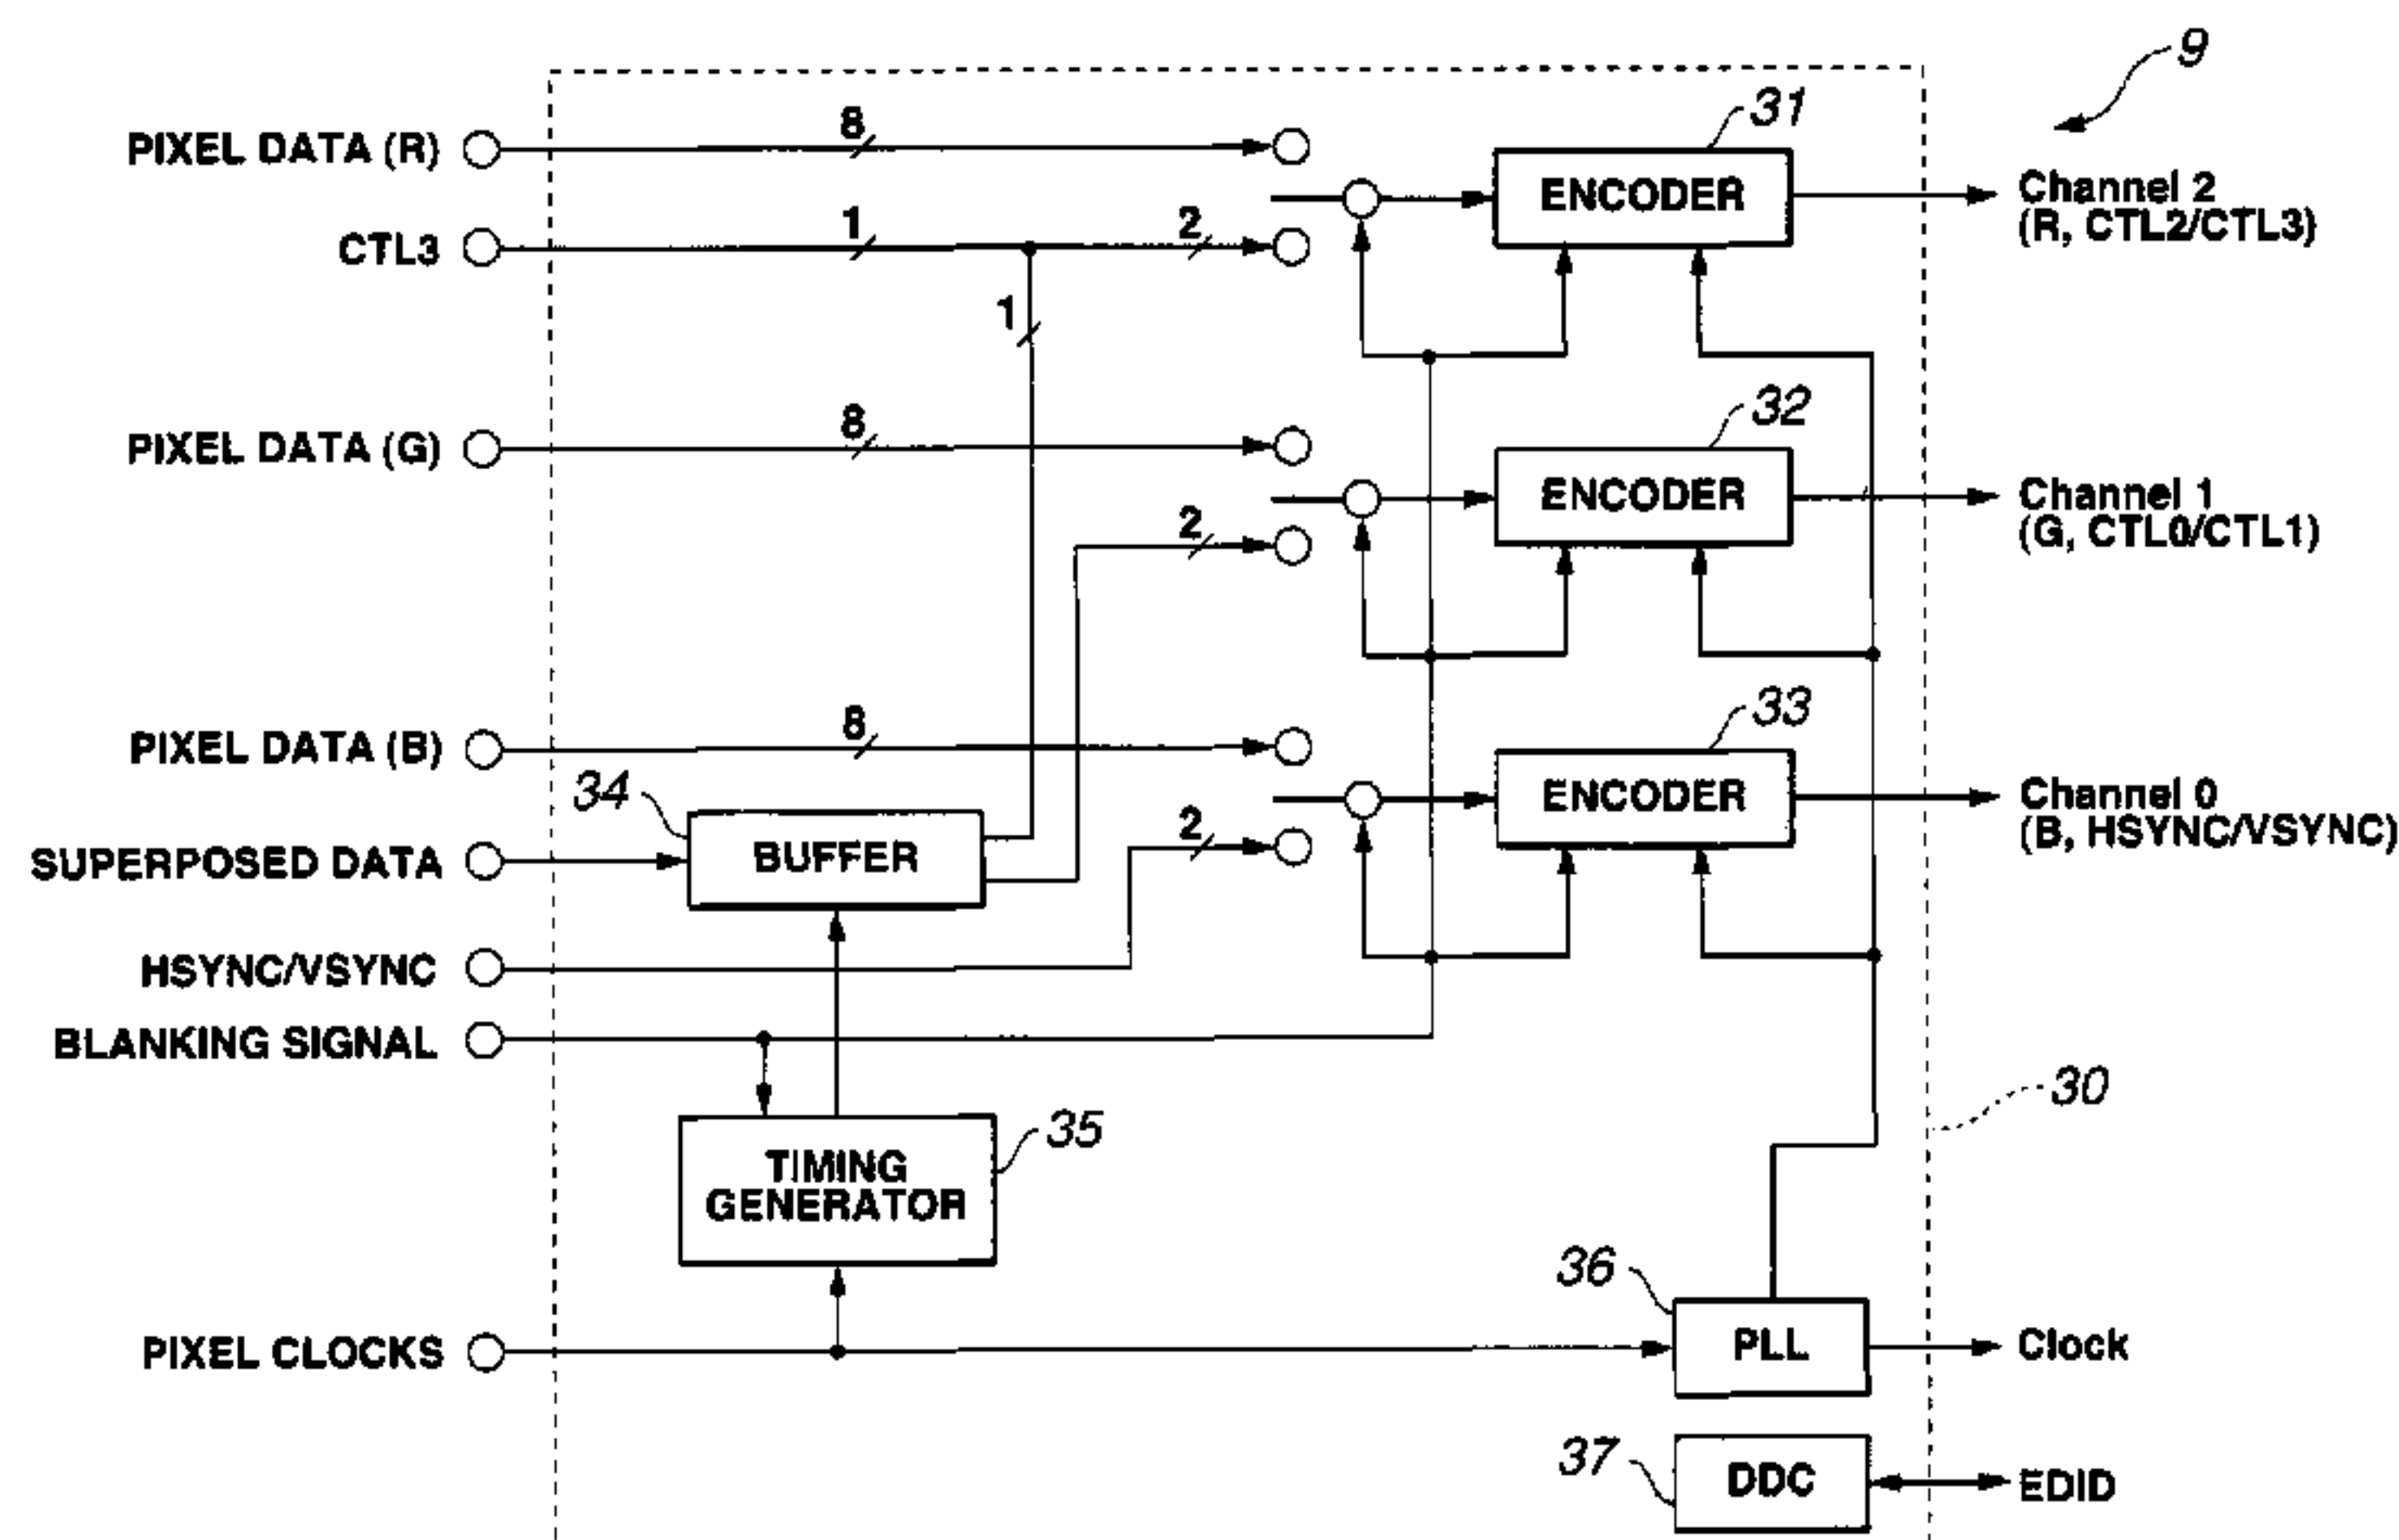 9
31
PIXEL DATA (R)
8
ENCODER
Channel 2
(R, CTL2/CTL3)
CTL3
1
2
1
32
PIXEL DATA (G)
8
ENCODER
Channel 1
(G, CTL0/CTL1)
2
33
PIXEL DATA (B)
8
34
ENCODER
Channel 0
(B, HSYNC/VSYNC)
2
SUPERPOSED DATA
BUFFER
HSYNC/VSYNC
BLANKING SIGNAL
30
35
TIMING
GENERATOR
36
PIXEL CLOCKS
PLL
Clock
37
DDC
EDID